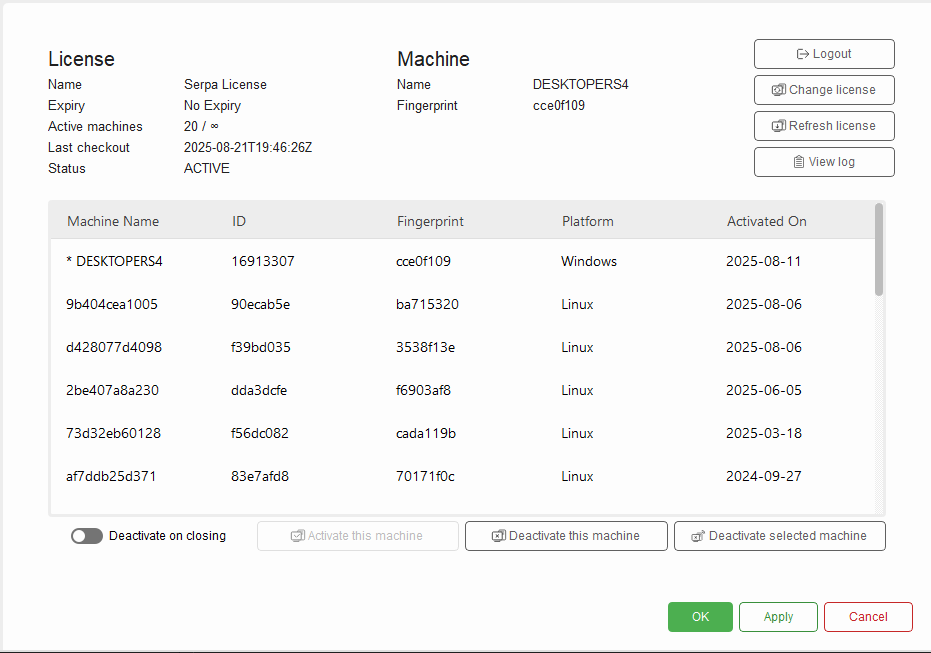 License
Name Serpa License
Expiry No Expiry
Active machines 20 / ∞
Last checkout 2025-08-21T19:46:26Z
Status ACTIVE
Machine
Name DESKTOPERS4
Fingerprint cce0f109
Logout
Change license
Refresh license
View log
Machine Name ID Fingerprint Platform Activated On
* DESKTOPERS4 16913307 cce0f109 Windows 2025-08-11
9b404cea1005 90ecab5e ba715320 Linux 2025-08-06
d428077d4098 f39bd035 3538f13e Linux 2025-08-06
2be407a8a230 dda3dcfe f6903af8 Linux 2025-06-05
73d32eb60128 f56dc082 cada119b Linux 2025-03-18
af7ddb25d371 83e7afd8 70171f0c Linux 2024-09-27
Deactivate on closing Activate this machine Deactivate this machine Deactivate selected machine
OK Apply Cancel